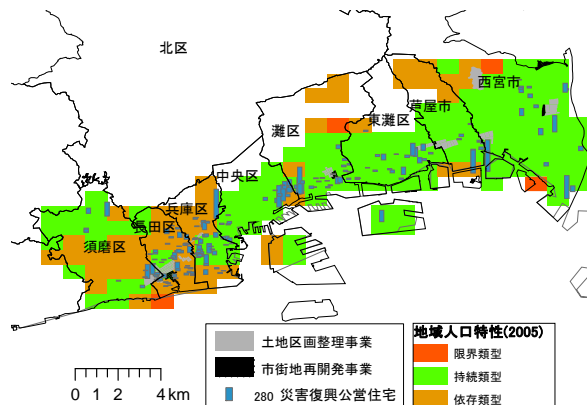 北区
西宮市
芦屋市
東灘区
灘区
中央区
兵庫区
長田区
須磨区
0 2 4 km
土地区画整理事業
市街地再開発事業
280 災害復興公営住宅
地域人口特性(2005)
限界類型
持続類型
依存類型